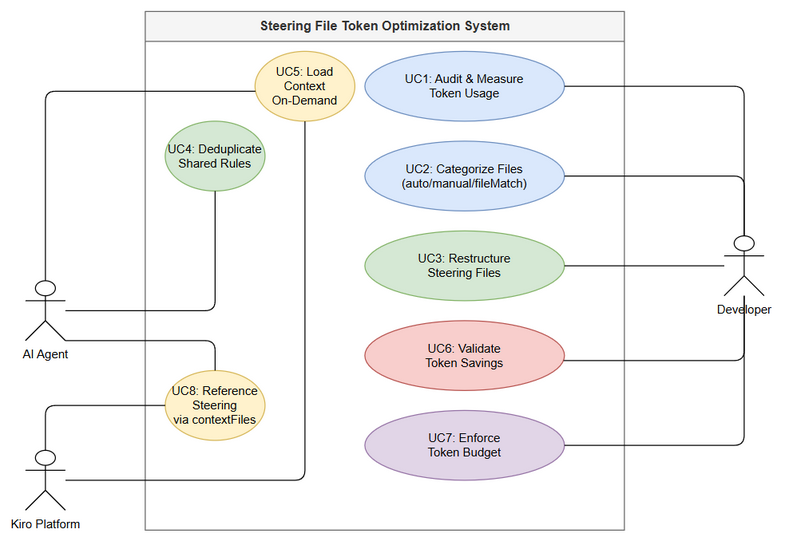 Steering File Token Optimization System
UC5: Load
Context
On-Demand
UC1: Audit & Measure
Token Usage
UC4: Deduplicate
Shared Rules
UC2: Categorize Files
(auto/manual/fileMatch)
UC3: Restructure
Steering Files
Developer
UC6: Validate
Token Savings
AI Agent
UC8: Reference
Steering
via contextFiles
UC7: Enforce
Token Budget
Kiro Platform